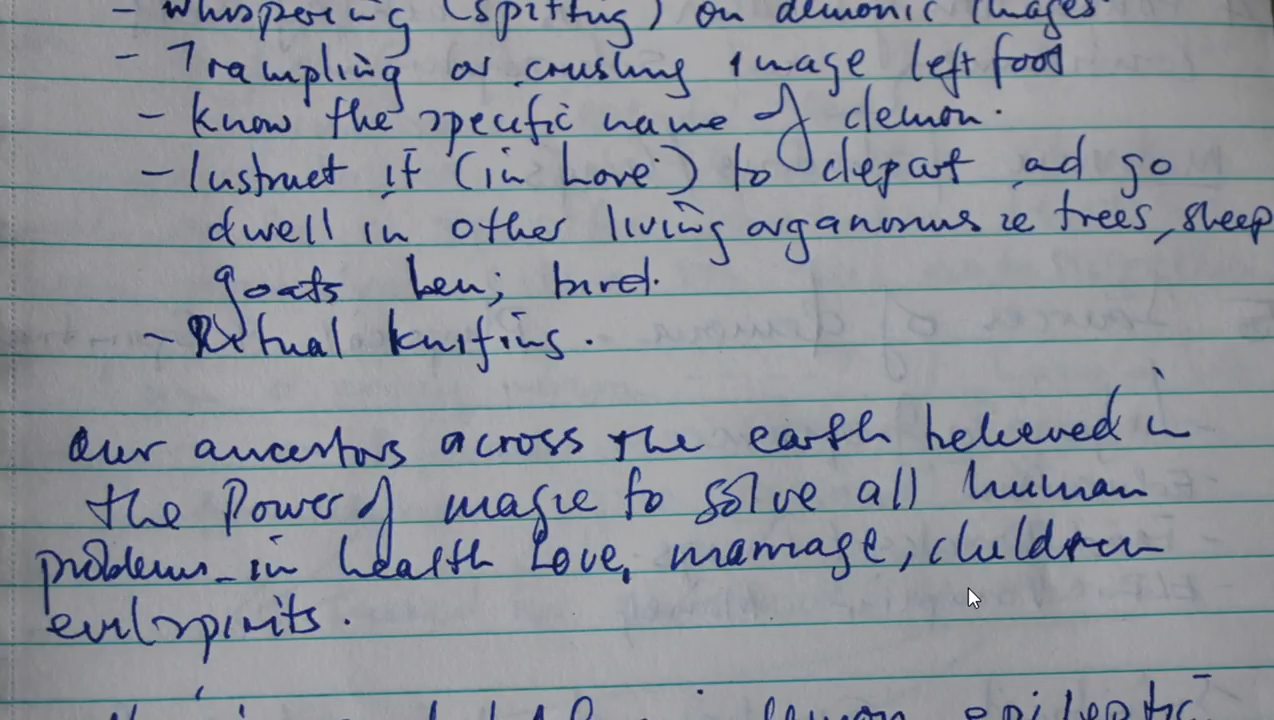 - whispering (spitting) on demonic images
- Trampling or crushing image left foot
- Know the specific name of demon.
- Instruct it (in Love) to depart ad go
dwell in other living organisms ie trees, sheep
goats hen; bird.
- Ritual knifing.
Our ancestors across the earth believed in
the Power of magic to solve all human
problems in health Love, marriage, children
evil spirits.
demon epileptic